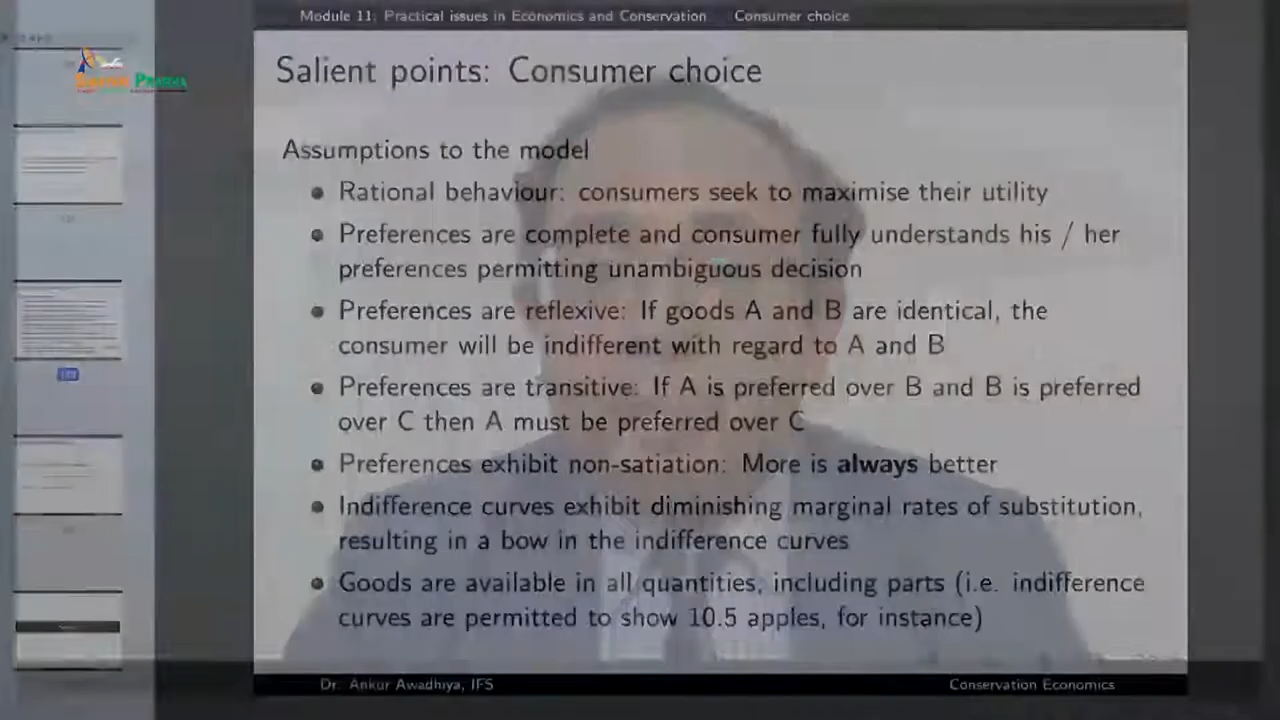 Module 11: Practical issues in Economics and Conservation Consumer choice
Salient points: Consumer choice
Assumptions to the model
Rational behaviour: consumers seek to maximise their utility
Preferences are complete and consumer fully understands his / her
preferences permitting unambiguous decision
Preferences are reflexive: If goods A and B are identical, the
consumer will be indifferent with regard to A and B
Preferences are transitive: If A is preferred over B and B is preferred
over C then A must be preferred over C
Preferences exhibit non-satiation: More is always better
Indifference curves exhibit diminishing marginal rates of substitution,
resulting in a bow in the indifference curves
Goods are available in all quantities, including parts (i.e. indifference
curves are permitted to show 10.5 apples, for instance)
Dr. Ankur Awadhiya, IFS Conservation Economics